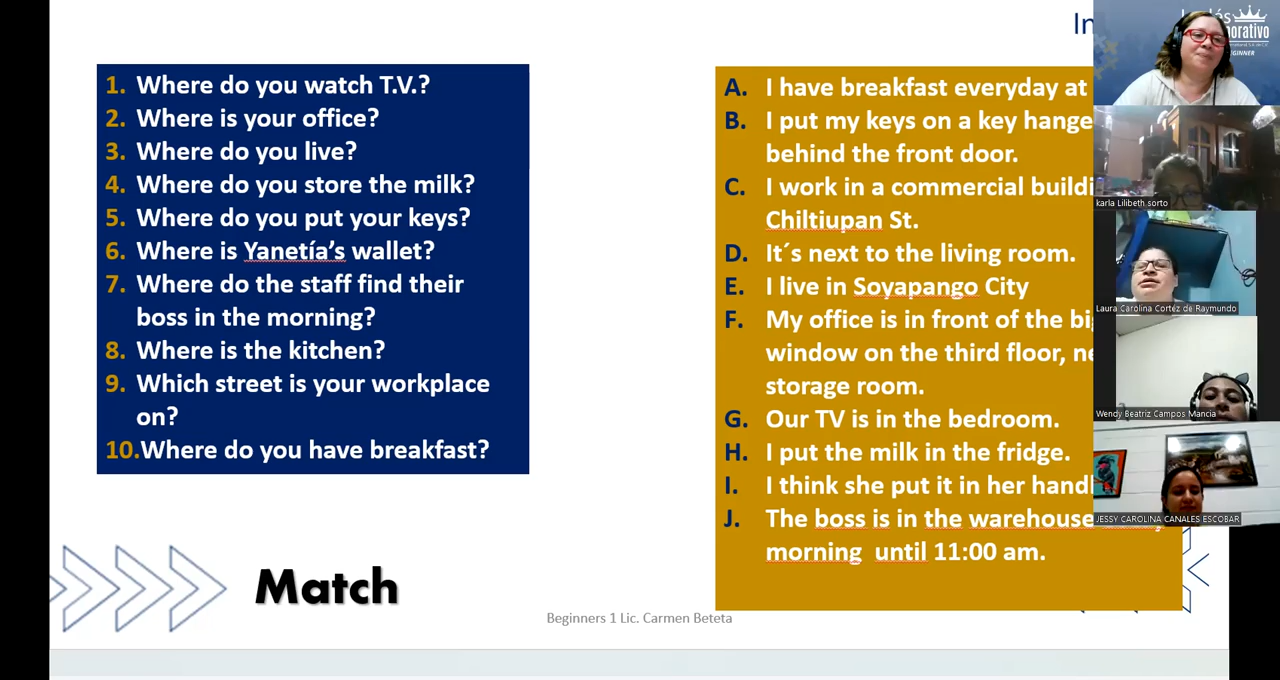 1. Where do you watch T.V.?
2. Where is your office?
3. Where do you live?
4. Where do you store the milk?
5. Where do you put your keys?
6. Where is Yanetía’s wallet?
7. Where do the staff find their
boss in the morning?
8. Where is the kitchen?
9. Which street is your workplace
on?
10.Where do you have breakfast?
A. I have breakfast everyday at
B. I put my keys on a key
behind the front door.
C. I work in a commercial
Chiltiupan St.
D. It´s next to the living room.
E. I live in Soyapango City
F. My office is in front of the
window on the third floor,
storage room.
G. Our TV is in the bedroom.
H. I put the milk in the fridge.
I. I think she put it in her
J. The boss is in the warehouse
morning until 11:00 am.
Match
Beginners 1 Lic. Carmen Beteta
karla Lilibeth sorto
Laura Carolina Cortéz de Raymundo
Wendy Beatriz Campos Mancia
JESSY CAROLINA CANALES ESCOBAR